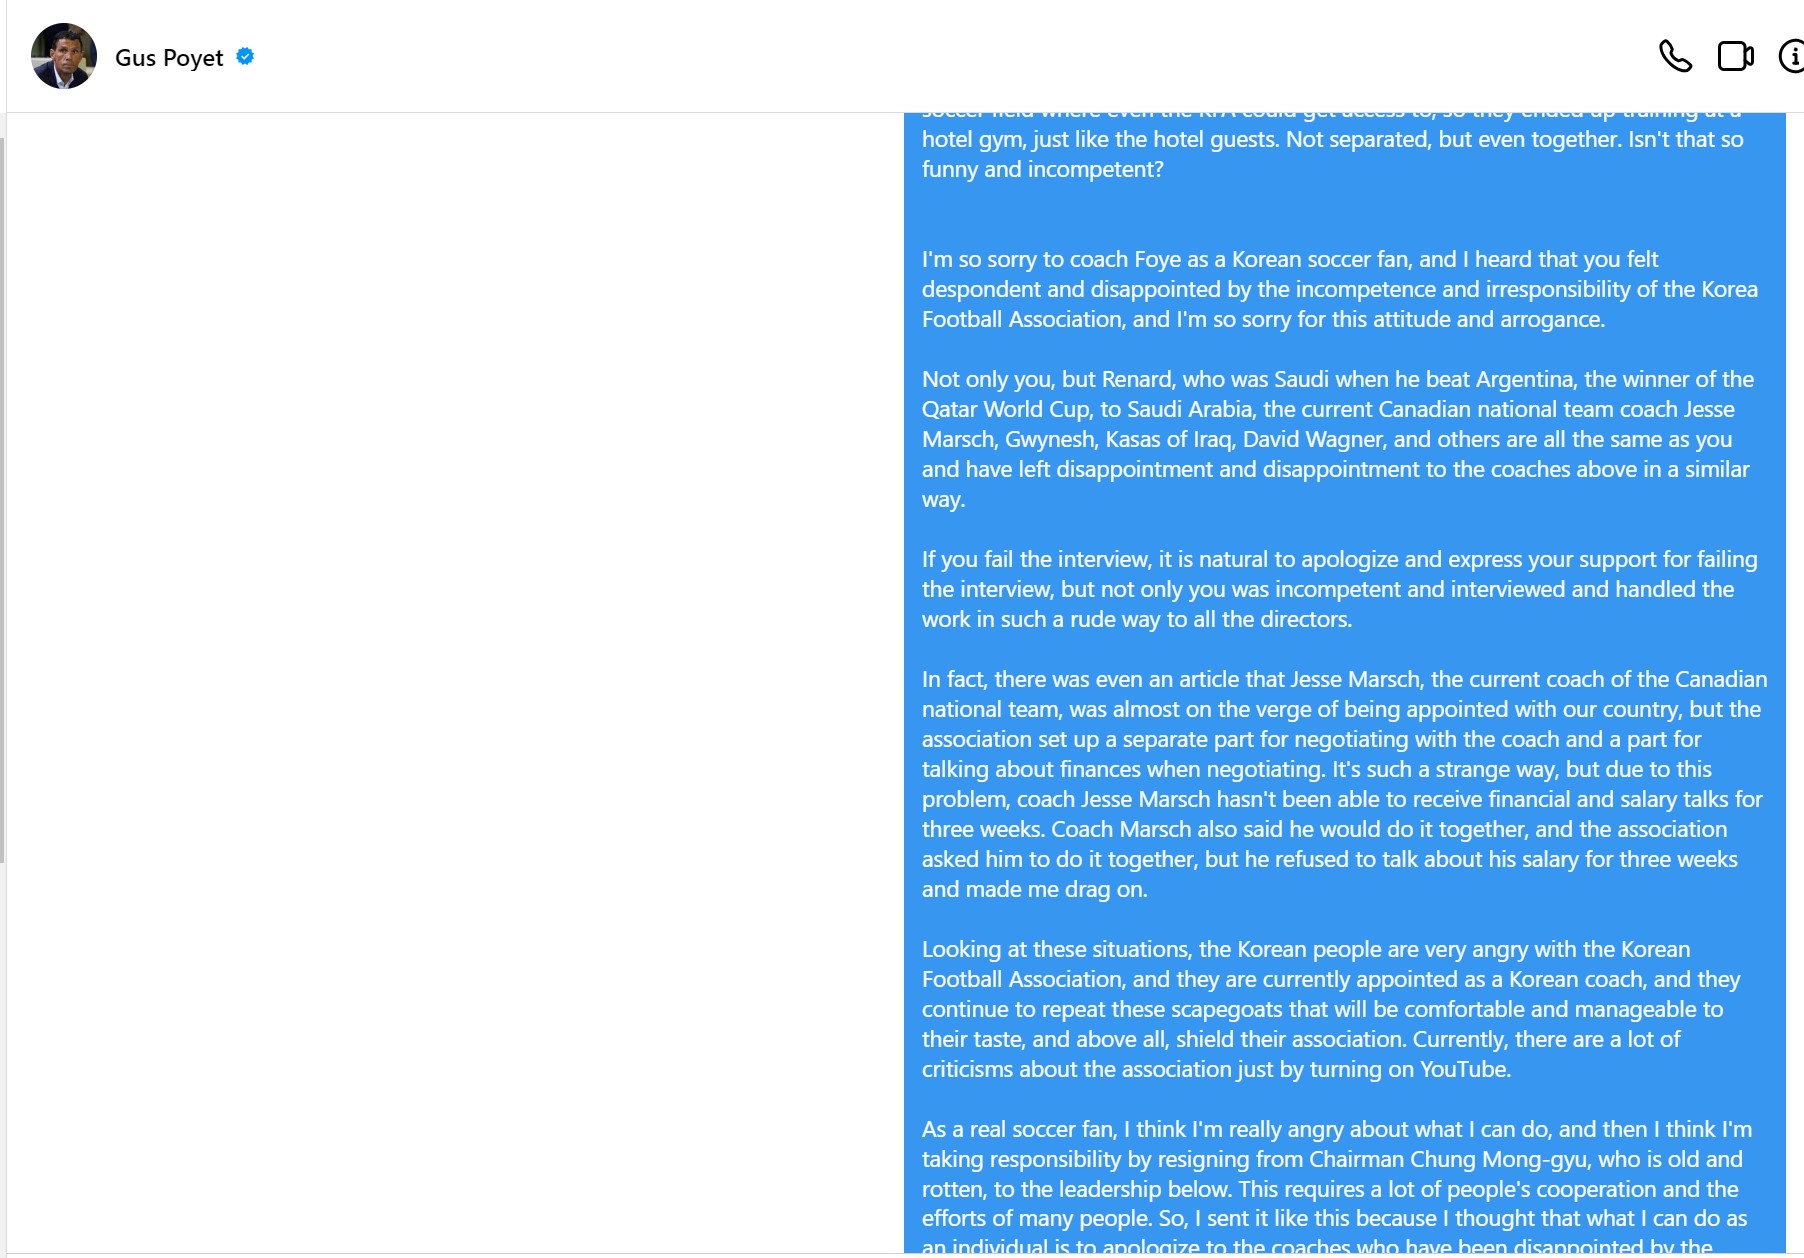 Gus Poyet
soccer field where even the KFA could get access to, so they ended up training at a
hotel gym, just like the hotel guests. Not separated, but even together. Isn't that so
funny and incompetent?
I'm so sorry to coach Foye as a Korean soccer fan, and I heard that you felt
despondent and disappointed by the incompetence and irresponsibility of the Korea
Football Association, and I'm so sorry for this attitude and arrogance.
Not only you, but Renard, who was Saudi when he beat Argentina, the winner of the
Qatar World Cup, to Saudi Arabia, the current Canadian national team coach Jesse
Marsch, Gwynesh, Kasas of Iraq, David Wagner, and others are all the same as you
and have left disappointment and disappointment to the coaches above in a similar
way.
If you fail the interview, it is natural to apologize and express your support for failing
the interview, but not only you was incompetent and interviewed and handled the
work in such a rude way to all the directors.
In fact, there was even an article that Jesse Marsch, the current coach of the Canadian
national team, was almost on the verge of being appointed with our country, but the
association set up a separate part for negotiating with the coach and a part for
talking about finances when negotiating. It's such a strange way, but due to this
problem, coach Jesse Marsch hasn't been able to receive financial and salary talks for
three weeks. Coach Marsch also said he would do it together, and the association
asked him to do it together, but he refused to talk about his salary for three weeks
and made me drag on.
Looking at these situations, the Korean people are very angry with the Korean
Football Association, and they are currently appointed as a Korean coach, and they
continue to repeat these scapegoats that will be comfortable and manageable to
their taste, and above all, shield their association. Currently, there are a lot of
criticisms about the association just by turning on YouTube.
As a real soccer fan, I think I'm really angry about what I can do, and then I think I'm
taking responsibility by resigning from Chairman Chung Mong-gyu, who is old and
rotten, to the leadership below. This requires a lot of people's cooperation and the
efforts of many people. So, I sent it like this because I thought that what I can do as
an individual is to apologize to the coaches who have been disappointed by the